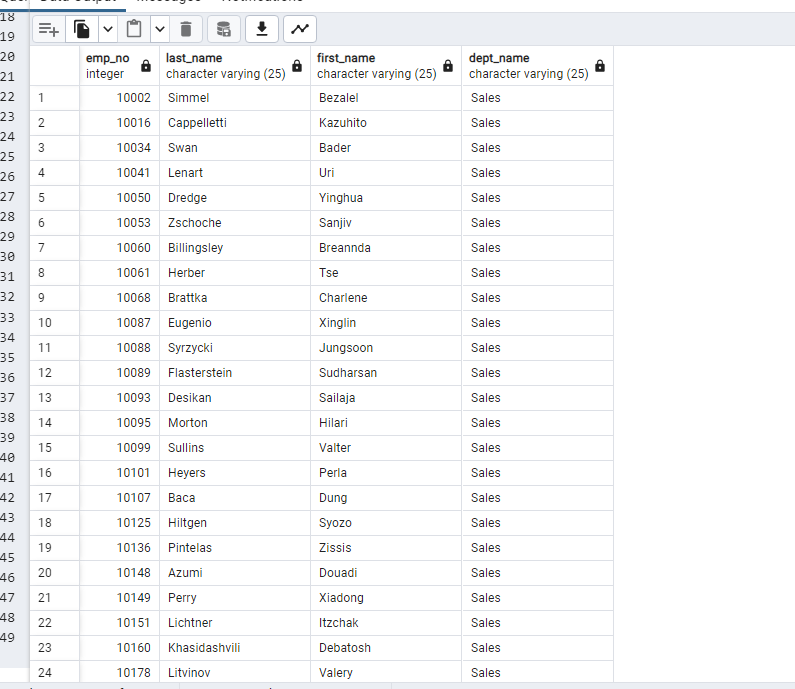 18
19
20
21
22
23
24
25
26
27
28
29
30
31
32
33
34
35
36
37
38
39
40
41
42
43
44
45
46
47
48
49
emp_no integer last_name character varying (25) first_name character varying (25) dept_name character varying (25)
1 10002 Simmel Bezalel Sales
2 10016 Cappelletti Kazuhito Sales
3 10034 Swan Bader Sales
4 10041 Lenart Uri Sales
5 10050 Dredge Yinghua Sales
6 10053 Zschoche Sanjiv Sales
7 10060 Billingsley Breannda Sales
8 10061 Herber Tse Sales
9 10068 Brattka Charlene Sales
10 10087 Eugenio Xinglin Sales
11 10088 Syrzycki Jungsoon Sales
12 10089 Flasterstein Sudharsan Sales
13 10093 Desikan Sailaja Sales
14 10095 Morton Hilari Sales
15 10099 Sullins Valter Sales
16 10101 Heyers Perla Sales
17 10107 Baca Dung Sales
18 10125 Hiltgen Syozo Sales
19 10136 Pintelas Zissis Sales
20 10148 Azumi Douadi Sales
21 10149 Perry Xiadong Sales
22 10151 Lichtner Itzchak Sales
23 10160 Khasidashvili Debatosh Sales
24 10178 Litvinov Valery Sales